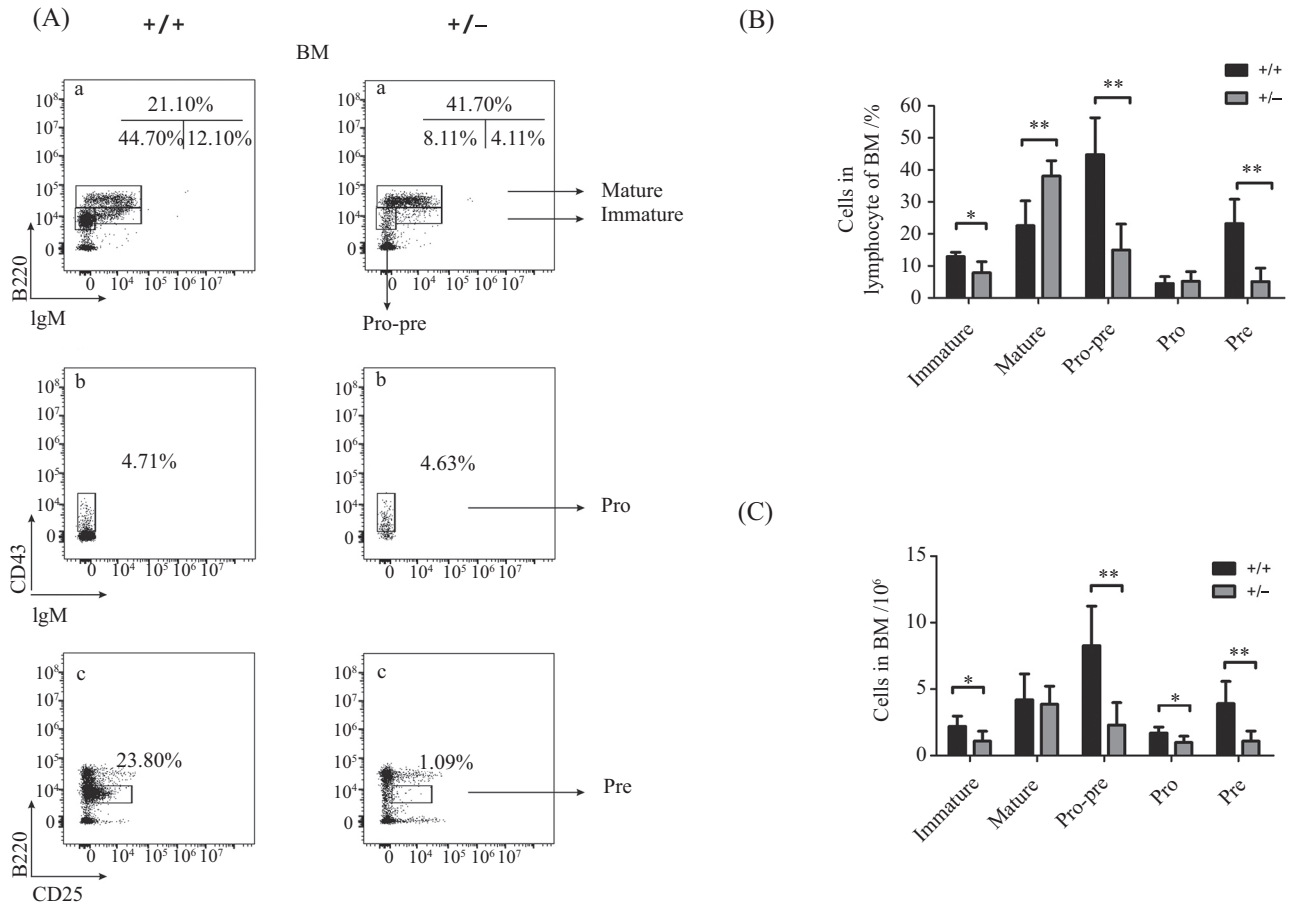 (A)
+/+
+/−
BM
a
21.10%
44.70% 12.10%
10⁸
10⁷
10⁶
10⁵
10⁴
0
B220
0 10⁴ 10⁵ 10⁶ 10⁷
lgM
a
41.70%
8.11% 4.11%
10⁸
10⁷
10⁶
10⁵
10⁴
0
0 10⁴ 10⁵ 10⁶ 10⁷
Mature
Immature
Pro-pre
b
4.71%
10⁸
10⁷
10⁶
10⁵
10⁴
0
CD43
0 10⁴ 10⁵ 10⁶ 10⁷
lgM
b
4.63%
10⁸
10⁷
10⁶
10⁵
10⁴
0
0 10⁴ 10⁵ 10⁶ 10⁷
Pro
c
23.80%
10⁸
10⁷
10⁶
10⁵
10⁴
0
B220
0 10⁴ 10⁵ 10⁶ 10⁷
CD25
c
1.09%
10⁸
10⁷
10⁶
10⁵
10⁴
0
0 10⁴ 10⁵ 10⁶ 10⁷
Pre
(B)
+/+
+/−
Cells in
lymphocyte of BM /%
60
50
40
30
20
10
0
*
**
**
**
Immature
Mature
Pro-pre
Pro
Pre
(C)
+/+
+/−
Cells in BM /10⁶
15
10
5
0
*
**
*
**
Immature
Mature
Pro-pre
Pro
Pre